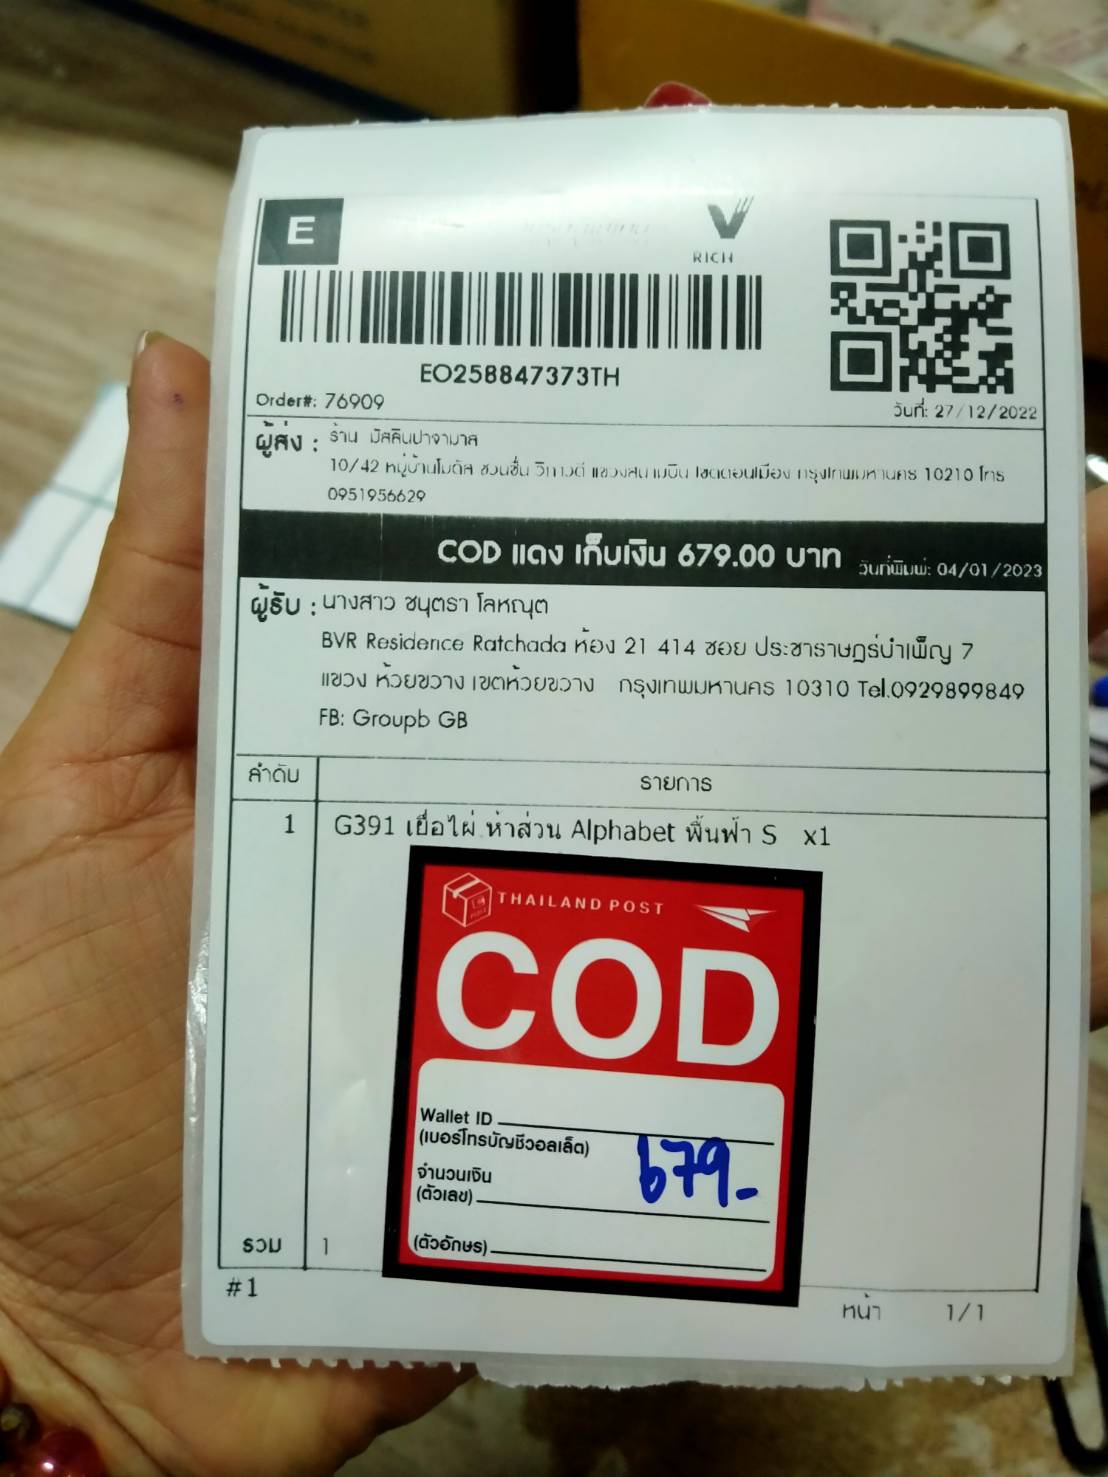 E
RICH
EO258847373TH
Order#: 76909
วันที่: 27/12/2022
ผู้ส่ง : ร้าน มัสลินปาจามาส
10/42 หมู่บ้านโมดัส ชวนชื่น วิภาวดี แขวงสนามบิน เขตดอนเมือง กรุงเทพมหานคร 10210 โทร
0951956629
COD แดง เก็บเงิน 679.00 บาท วันที่พิมพ์: 04/01/2023
ผู้รับ : นางสาว ชนุตรา โลหณุต
BVR Residence Ratchada ห้อง 21 414 ซอย ประชาราษฎร์บำเพ็ญ 7
แขวง ห้วยขวาง เขตห้วยขวาง กรุงเทพมหานคร 10310 Tel.0929899849
FB: Groupb GB
ลำดับ รายการ
1 G391 เยื่อไผ่ ห้าส่วน Alphabet พื้นฟ้า S x1
THAILAND POST
COD
Wallet ID
(เบอร์โทรบัญชีวอลเล็ต)
679.-
จำนวนเงิน
(ตัวเลข)
(ตัวอักษร)
รวม 1
#1
หน้า 1/1